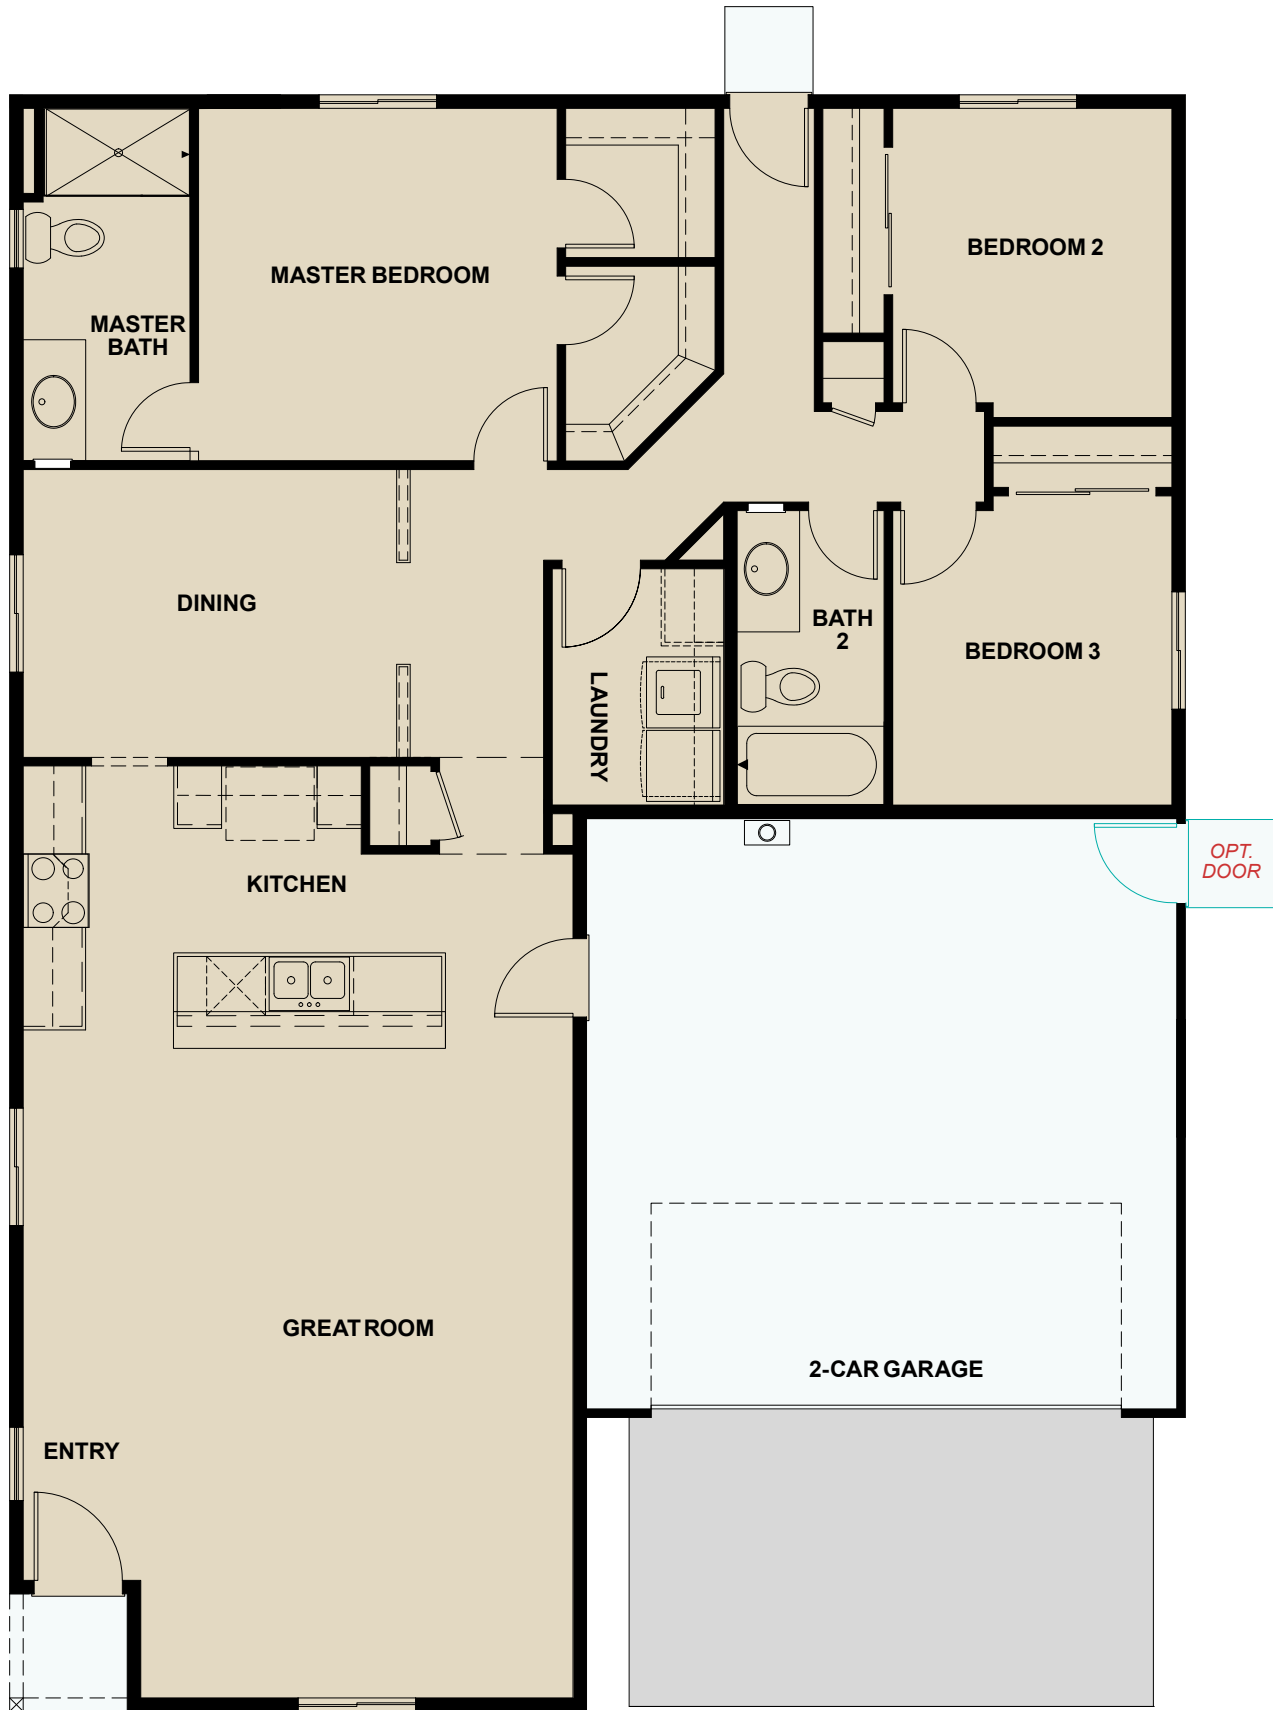 BEDROOM 2
MASTER BEDROOM
MASTER
BATH
DINING
BATH
2
BEDROOM 3
LAUNDRY
OPT.
DOOR
KITCHEN
GREAT ROOM
2-CAR GARAGE
ENTRY